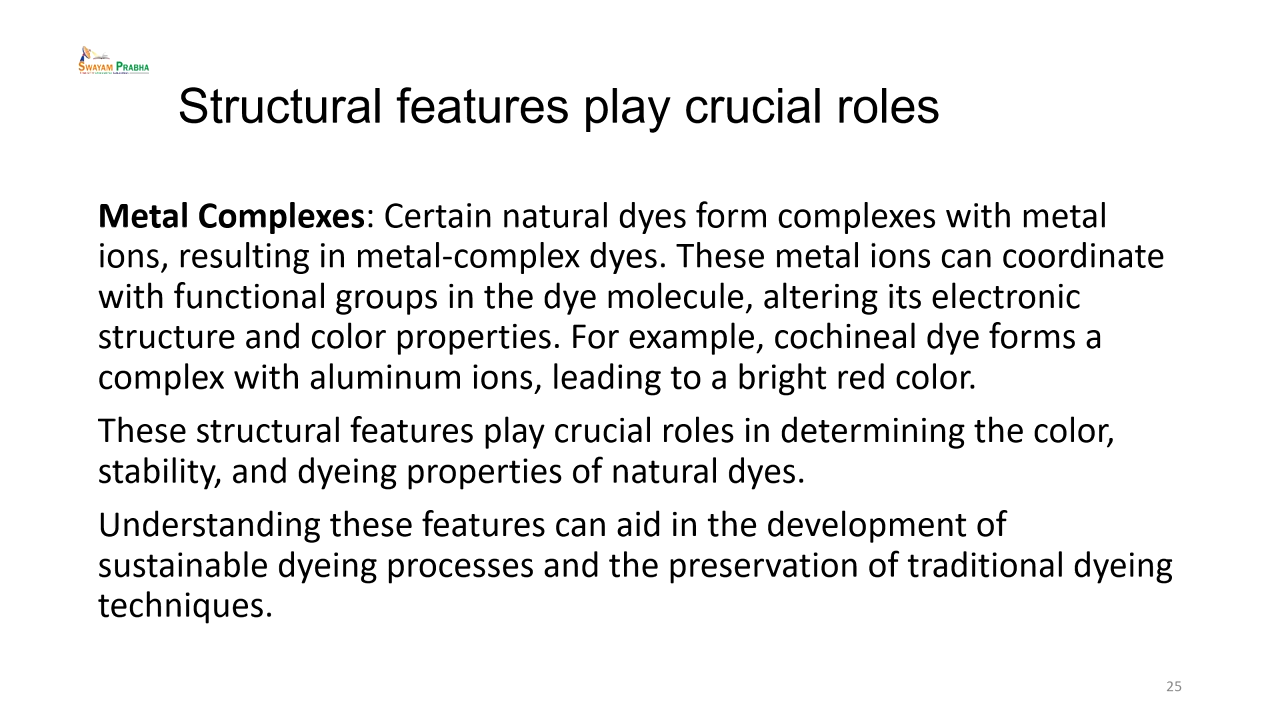 SWAYAM PRABHA
Structural features play crucial roles
Metal Complexes: Certain natural dyes form complexes with metal
ions, resulting in metal-complex dyes. These metal ions can coordinate
with functional groups in the dye molecule, altering its electronic
structure and color properties. For example, cochineal dye forms a
complex with aluminum ions, leading to a bright red color.
These structural features play crucial roles in determining the color,
stability, and dyeing properties of natural dyes.
Understanding these features can aid in the development of
sustainable dyeing processes and the preservation of traditional dyeing
techniques.
25